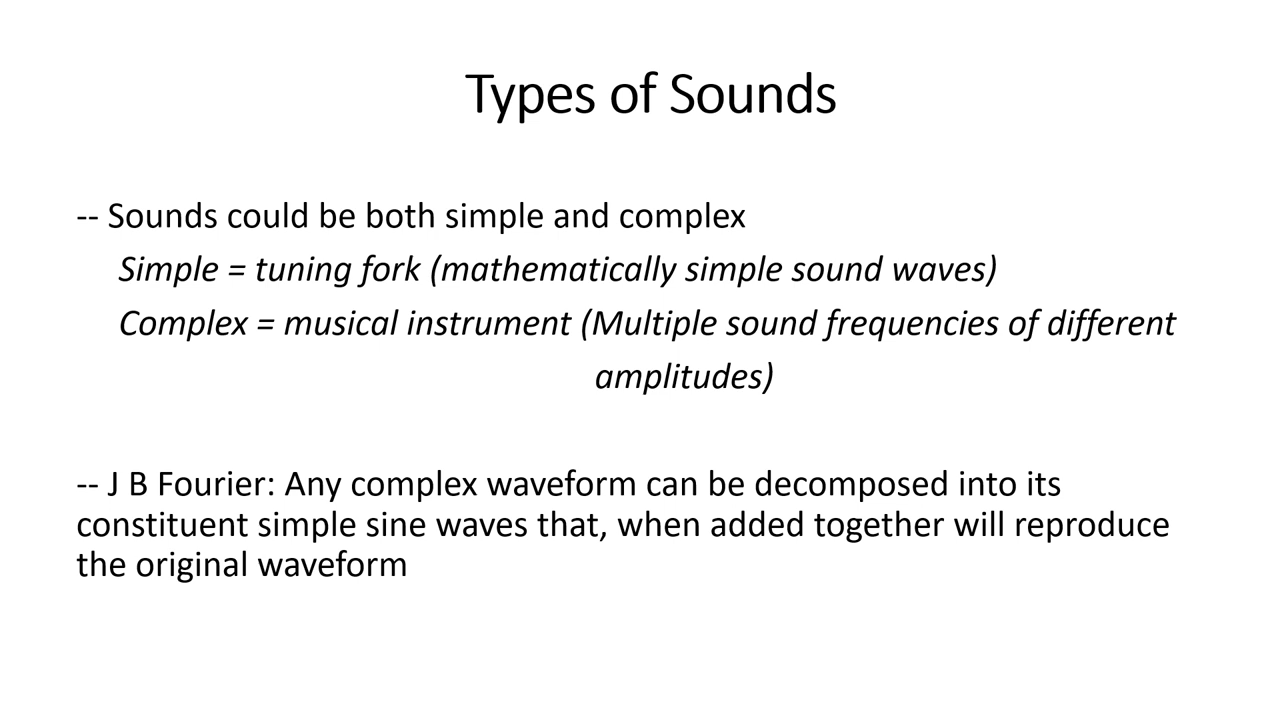 Types of Sounds
-- Sounds could be both simple and complex
Simple = tuning fork (mathematically simple sound waves)
Complex = musical instrument (Multiple sound frequencies of different
amplitudes)
-- J B Fourier: Any complex waveform can be decomposed into its
constituent simple sine waves that, when added together will reproduce
the original waveform